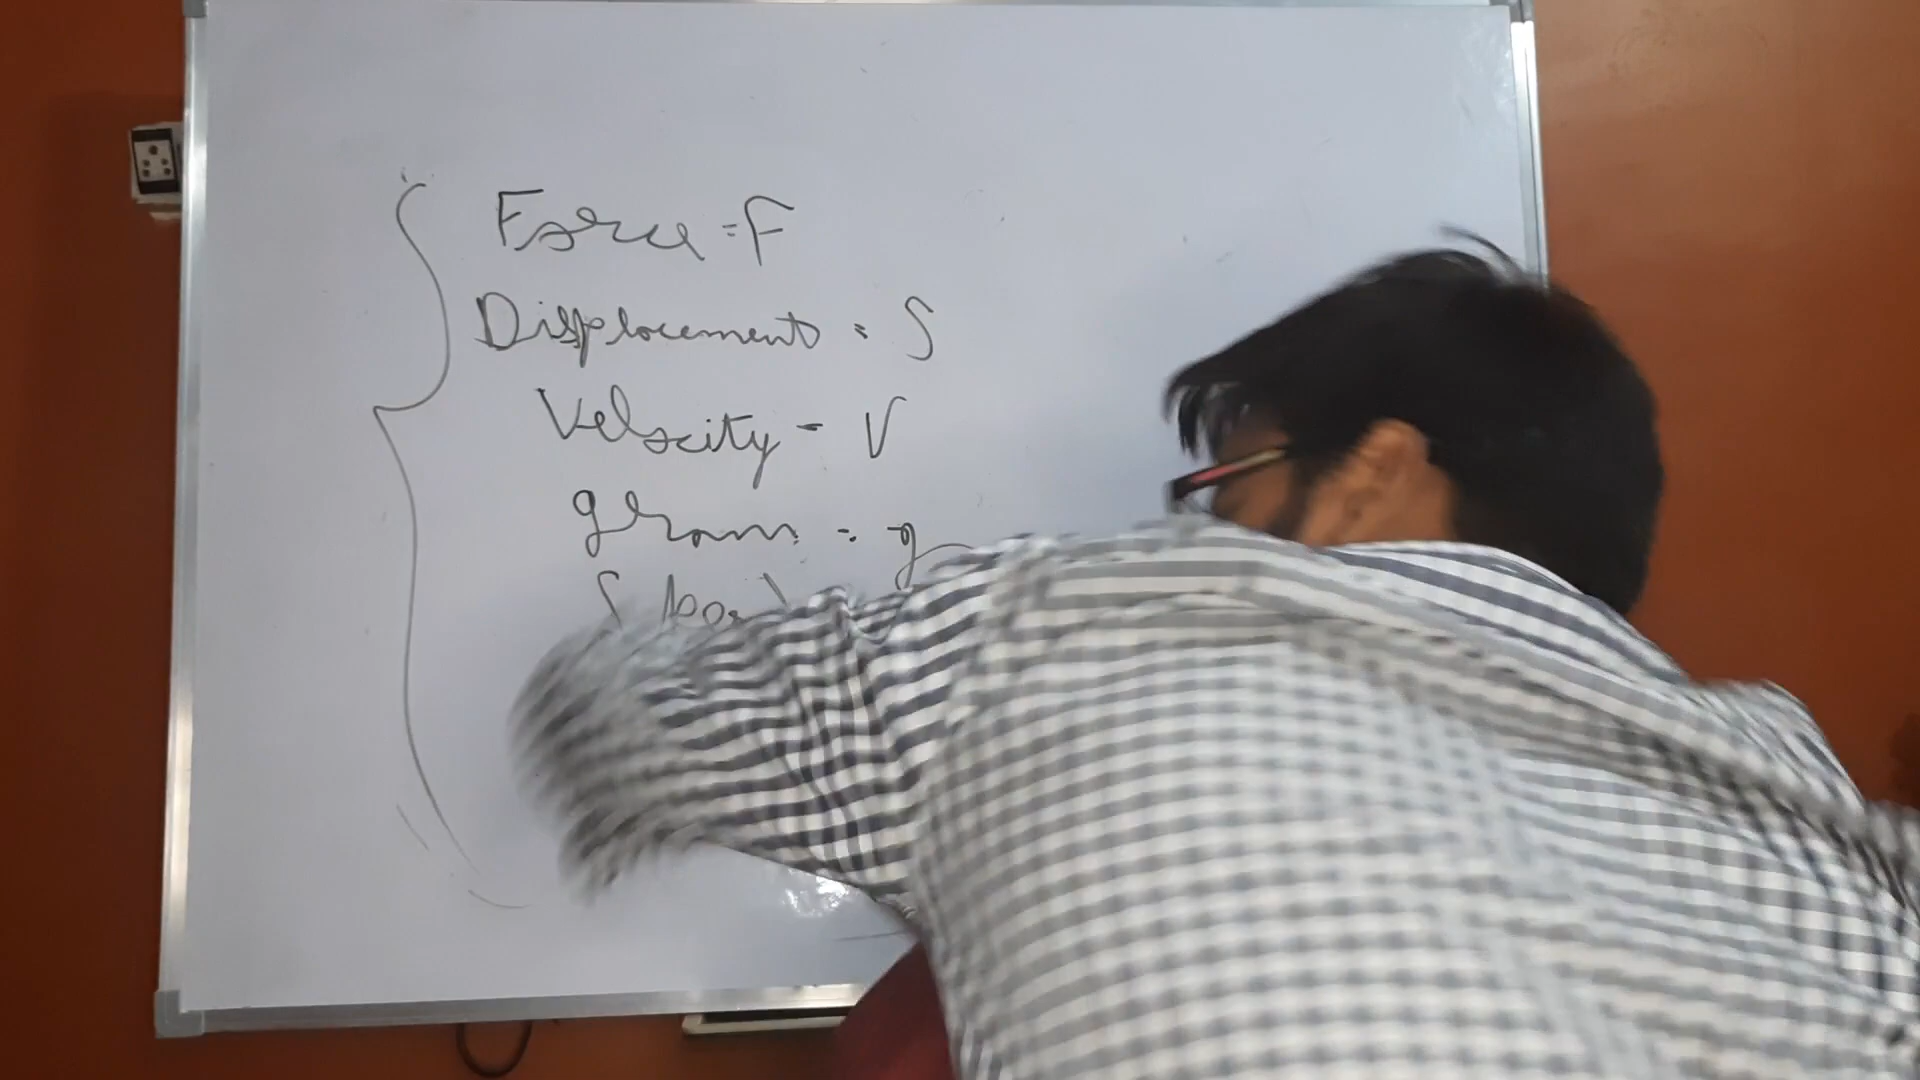 Force = F
Displacement = S
Velocity = V
gram = g